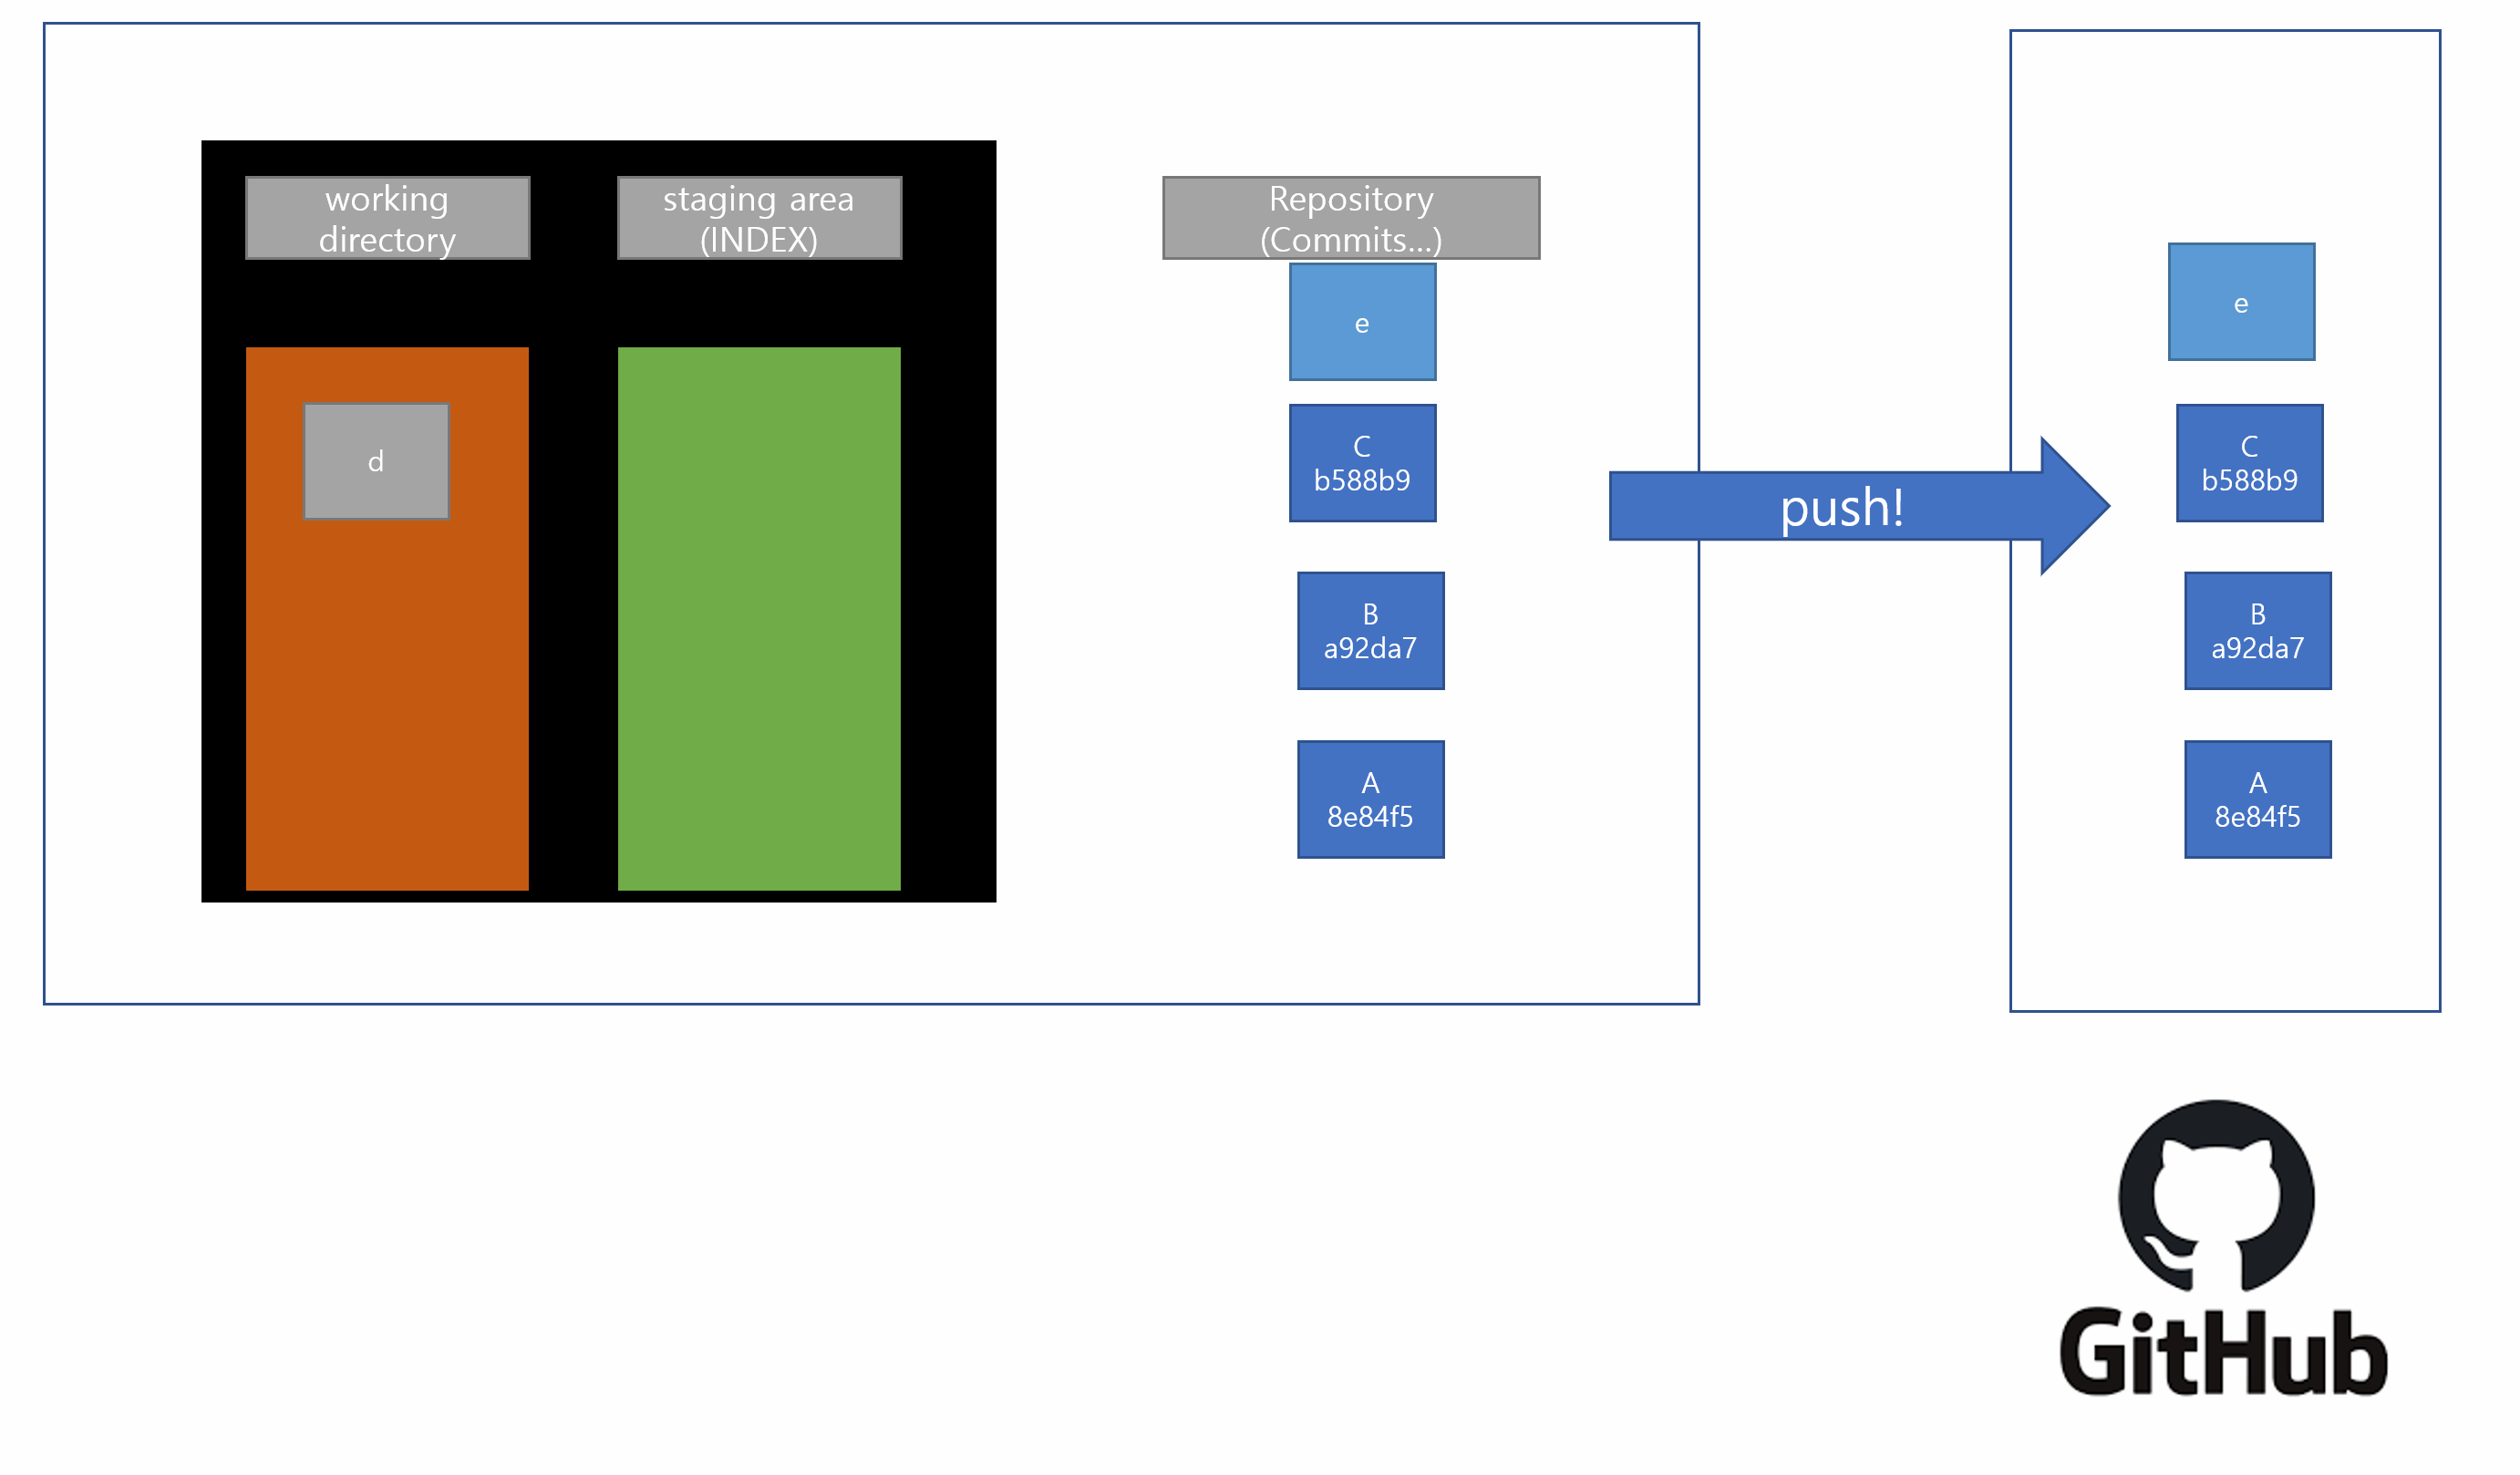 working
directory
staging area
(INDEX)
Repository
(Commits...)
d
e
C
b588b9
B
a92da7
A
8e84f5
push!
e
C
b588b9
B
a92da7
A
8e84f5
GitHub